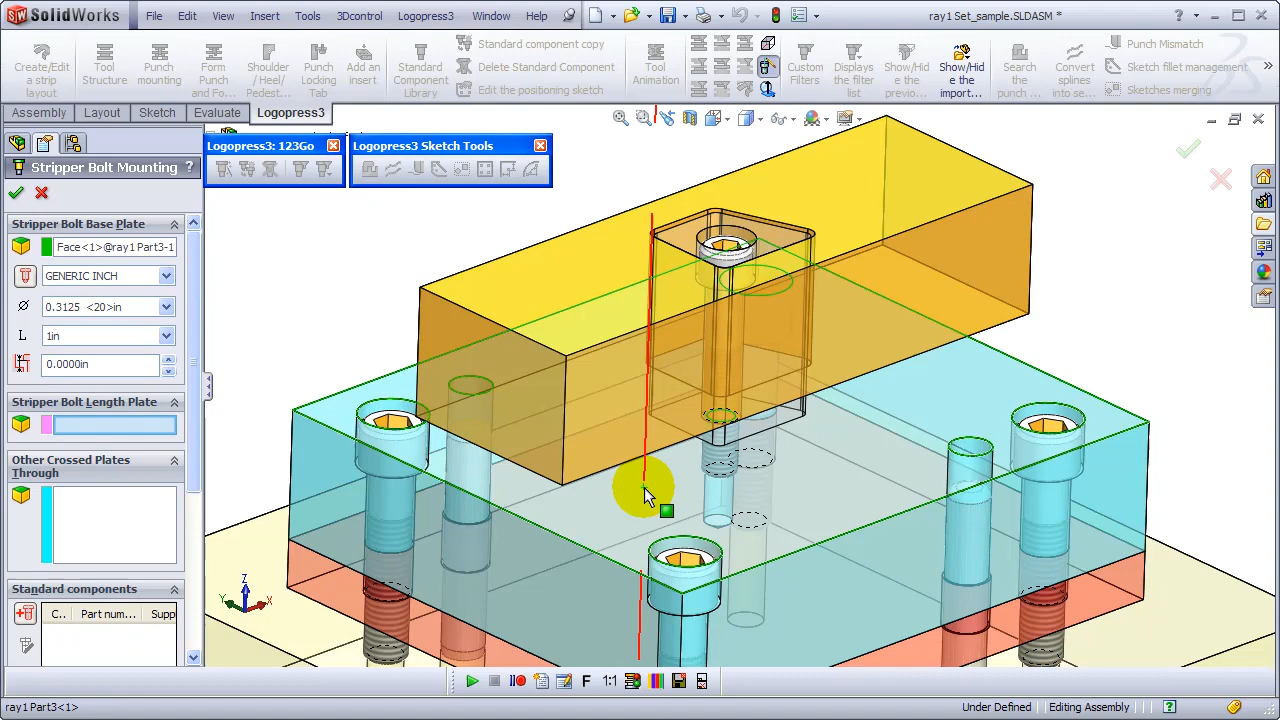 SolidWorks File Edit View Insert Tools 3Dcontrol Logopress3 Window Help ray1 Set_sample.SLDASM *
Create/Edit a strip layout
Tool Structure
Punch mounting
Form Punch and Fo...
Shoulder / Heel Pedest...
Punch Locking Tab
Add an insert
Standard Component Library
Standard component copy
Delete Standard Component
Edit the positioning sketch
Tool Animation
Custom Filters
Displays the filter list
Show/Hid e the previo...
Show/Hid e the import...
Search the punch ...
Convert splines into ...
Punch Mismatch
Sketch fillet management
Sketches merging
Assembly Layout Sketch Evaluate Logopress3
Logopress3: 123Go
Logopress3 Sketch Tools
Stripper Bolt Mounting ?
Stripper Bolt Base Plate
Face<1>@ray1 Part3-1
GENERIC INCH
0.3125 <20>in
L 1in
0.0000in
Stripper Bolt Length Plate
Other Crossed Plates
Through
Standard components
C.. Part num... Supp
Z
Y X
F 1:1
ray1 Part3<1> Under Defined Editing Assembly